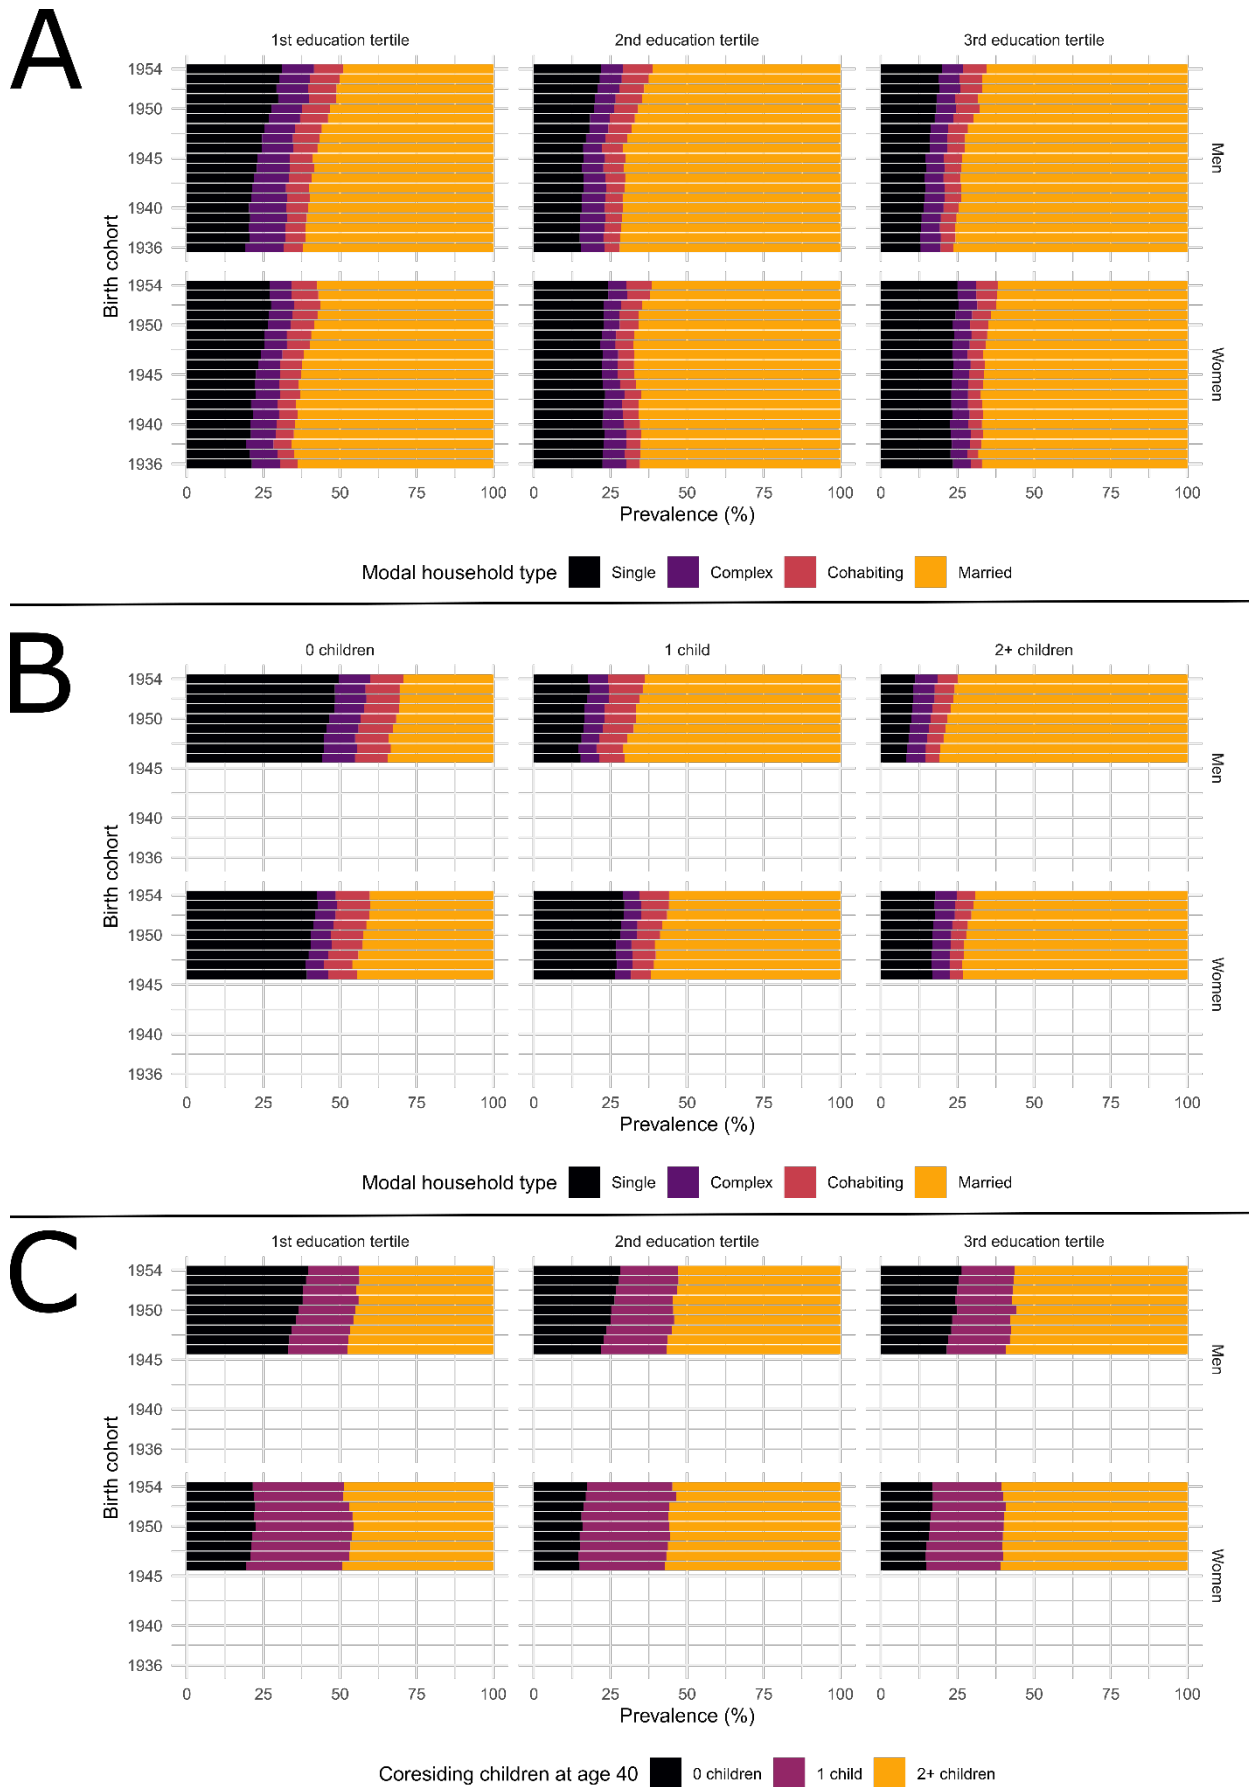 A
1st education tertile 2nd education tertile 3rd education tertile
1954
1950
1945
1940
1936
Men
Birth cohort
1954
1950
1945
1940
1936
Women
0 25 50 75 100 0 25 50 75 100 0 25 50 75 100
Prevalence (%)
Modal household type Single Complex Cohabiting Married
B
0 children 1 child 2+ children
1954
1950
1945
1940
1936
Men
Birth cohort
1954
1950
1945
1940
1936
Women
0 25 50 75 100 0 25 50 75 100 0 25 50 75 100
Prevalence (%)
Modal household type Single Complex Cohabiting Married
C
1st education tertile 2nd education tertile 3rd education tertile
1954
1950
1945
1940
1936
Men
Birth cohort
1954
1950
1945
1940
1936
Women
0 25 50 75 100 0 25 50 75 100 0 25 50 75 100
Prevalence (%)
Coresiding children at age 40 0 children 1 child 2+ children